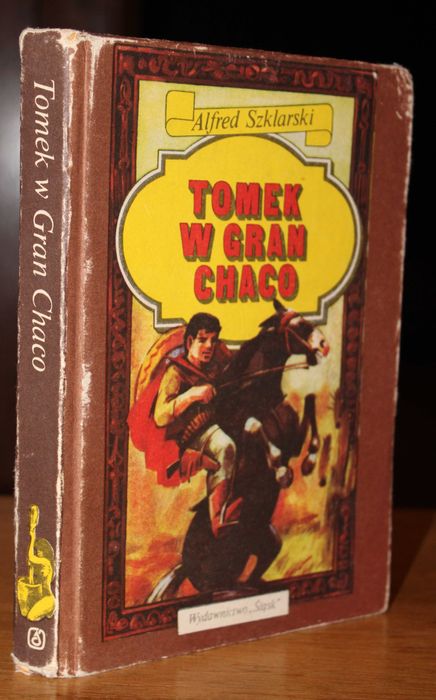 Tomek w Gran Chaco
Alfred Szklarski
TOMEK
W GRAN
CHACO
Wydawnictwo „Śląsk”